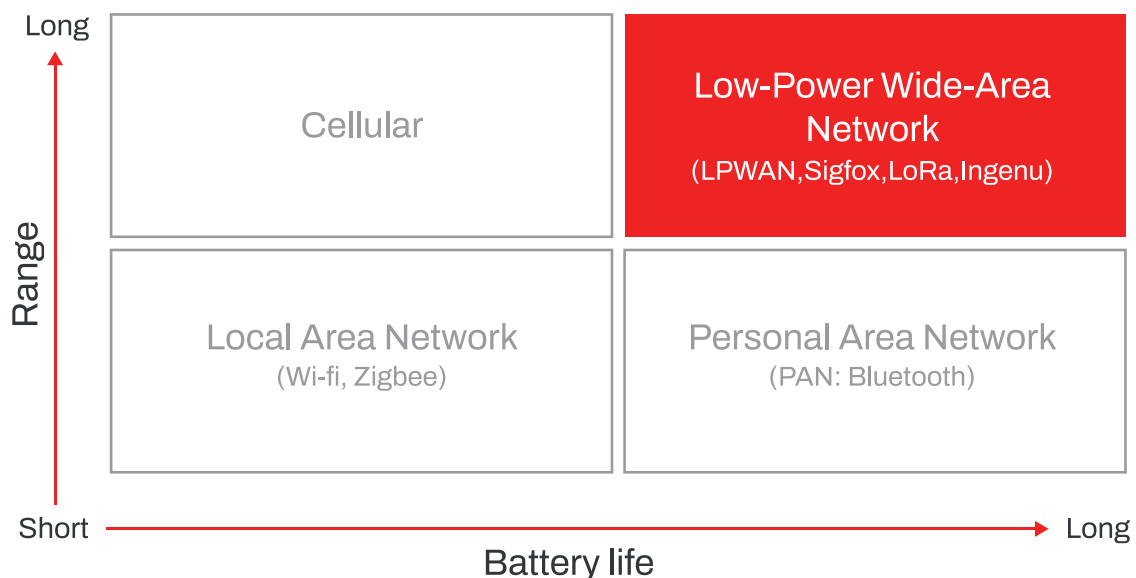 Long
Cellular
Low-Power Wide-Area
Network
(LPWAN,Sigfox,LoRa,Ingenu)
Range
Local Area Network
(Wi-fi, Zigbee)
Personal Area Network
(PAN: Bluetooth)
Short
Long
Battery life